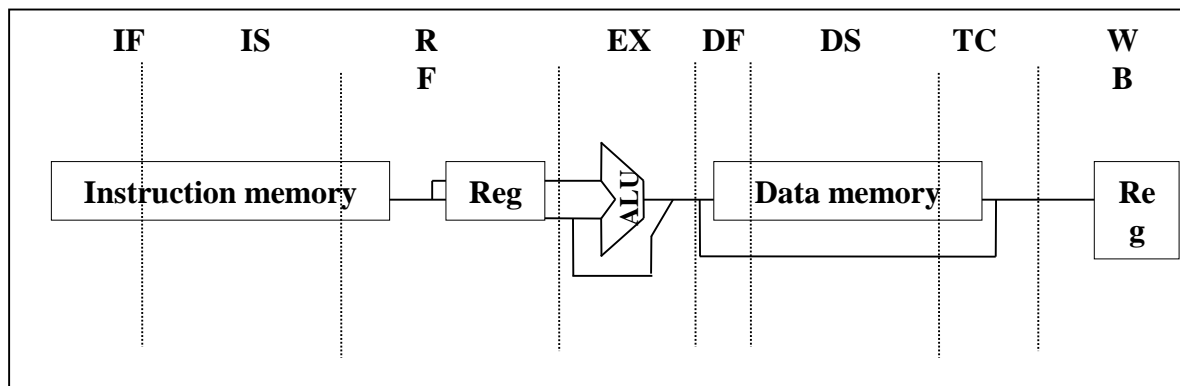 IF IS R EX DF DS TC W
F B
Instruction memory Reg ALU Data memory Re
g